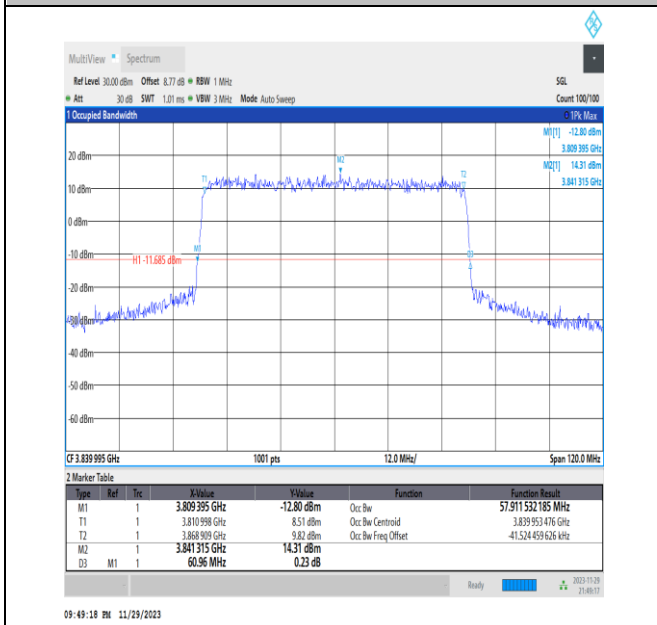 MultiView Spectrum
Ref Level 30.00 dBm Offset 8.77 dB RBW 1 MHz SGL
Att 30 dB SWT 1.01 ms VBW 3 MHz Mode Auto Sweep Count 100/100
1 Occupied Bandwidth 1Pk Max
M1[1] -12.80 dBm
3.809 395 GHz
M2[1] 14.31 dBm
3.841 315 GHz
20 dBm
M2
T1
T2
10 dBm
0 dBm
M1
-10 dBm
H1 -11.685 dBm
D3
-20 dBm
-30 dBm
-40 dBm
-50 dBm
-60 dBm
CF 3.839 995 GHz 1001 pts 12.0 MHz/ Span 120.0 MHz
2 Marker Table
Type Ref Trc X-Value Y-Value Function Function Result
M1 1 3.809 395 GHz -12.80 dBm Occ Bw 57.911 532 185 MHz
T1 1 3.810 998 GHz 8.51 dBm Occ Bw Centroid 3.839 953 476 GHz
T2 1 3.868 909 GHz 9.82 dBm Occ Bw Freq Offset -41.524 459 626 kHz
M2 1 3.841 315 GHz 14.31 dBm
D3 M1 1 60.96 MHz 0.23 dB
Ready 2023-11-29
21:49:17
09:49:18 PM 11/29/2023